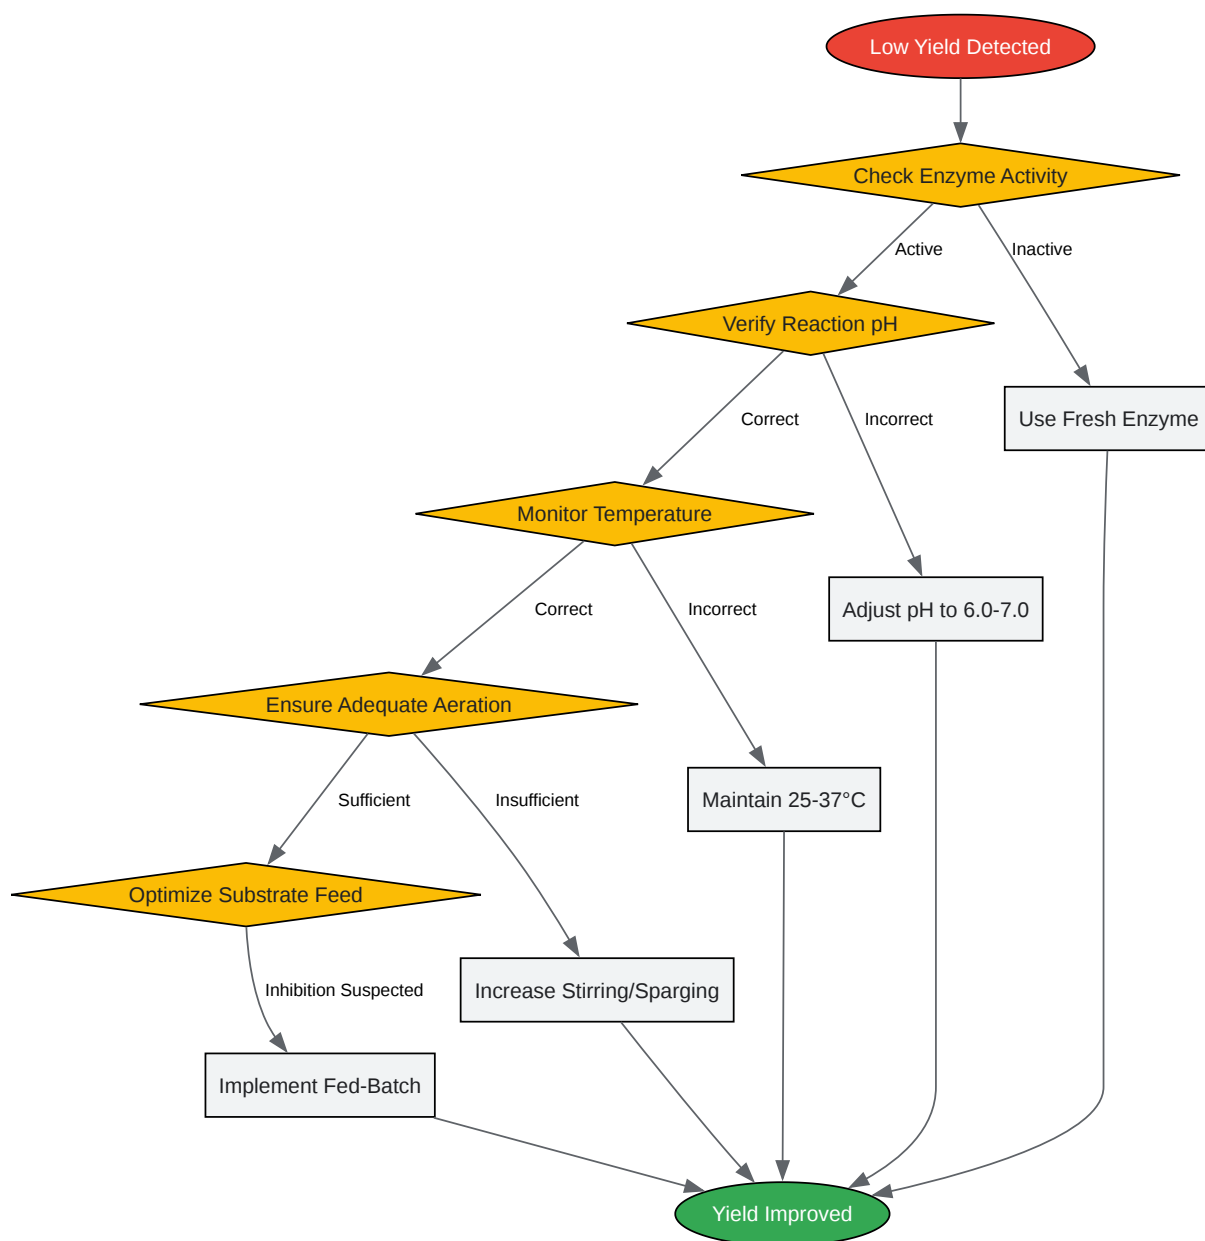 Low Yield Detected
Check Enzyme Activity
Active
Inactive
Verify Reaction pH
Correct
Incorrect
Use Fresh Enzyme
Monitor Temperature
Correct
Incorrect
Adjust pH to 6.0-7.0
Ensure Adequate Aeration
Sufficient
Insufficient
Maintain 25-37°C
Optimize Substrate Feed
Inhibition Suspected
Increase Stirring/Sparging
Implement Fed-Batch
Yield Improved